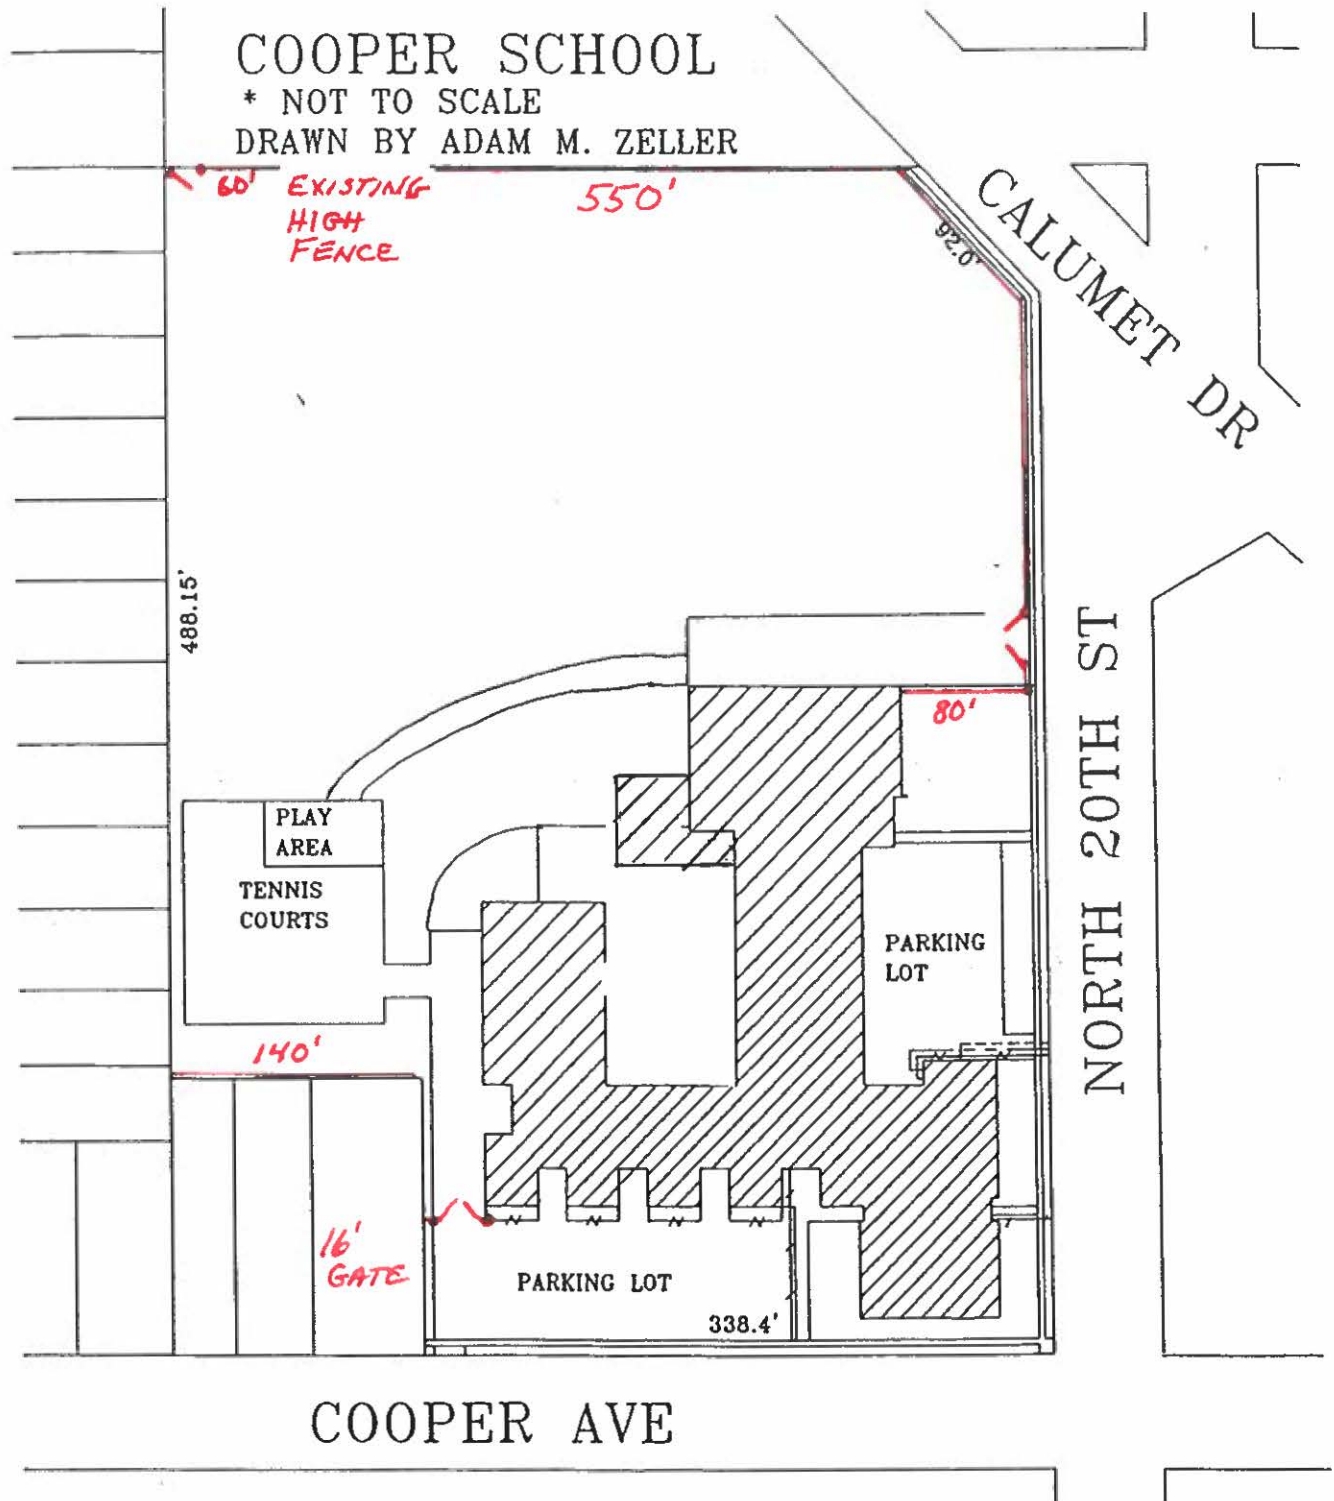 COOPER SCHOOL
* NOT TO SCALE
DRAWN BY ADAM M. ZELLER
60' EXISTING
HIGH
FENCE
550'
92.0'
CALUMET DR
488.15'
80'
NORTH 20TH ST
PLAY
AREA
TENNIS
COURTS
PARKING
LOT
140'
16'
GATE
PARKING LOT
338.4'
COOPER AVE